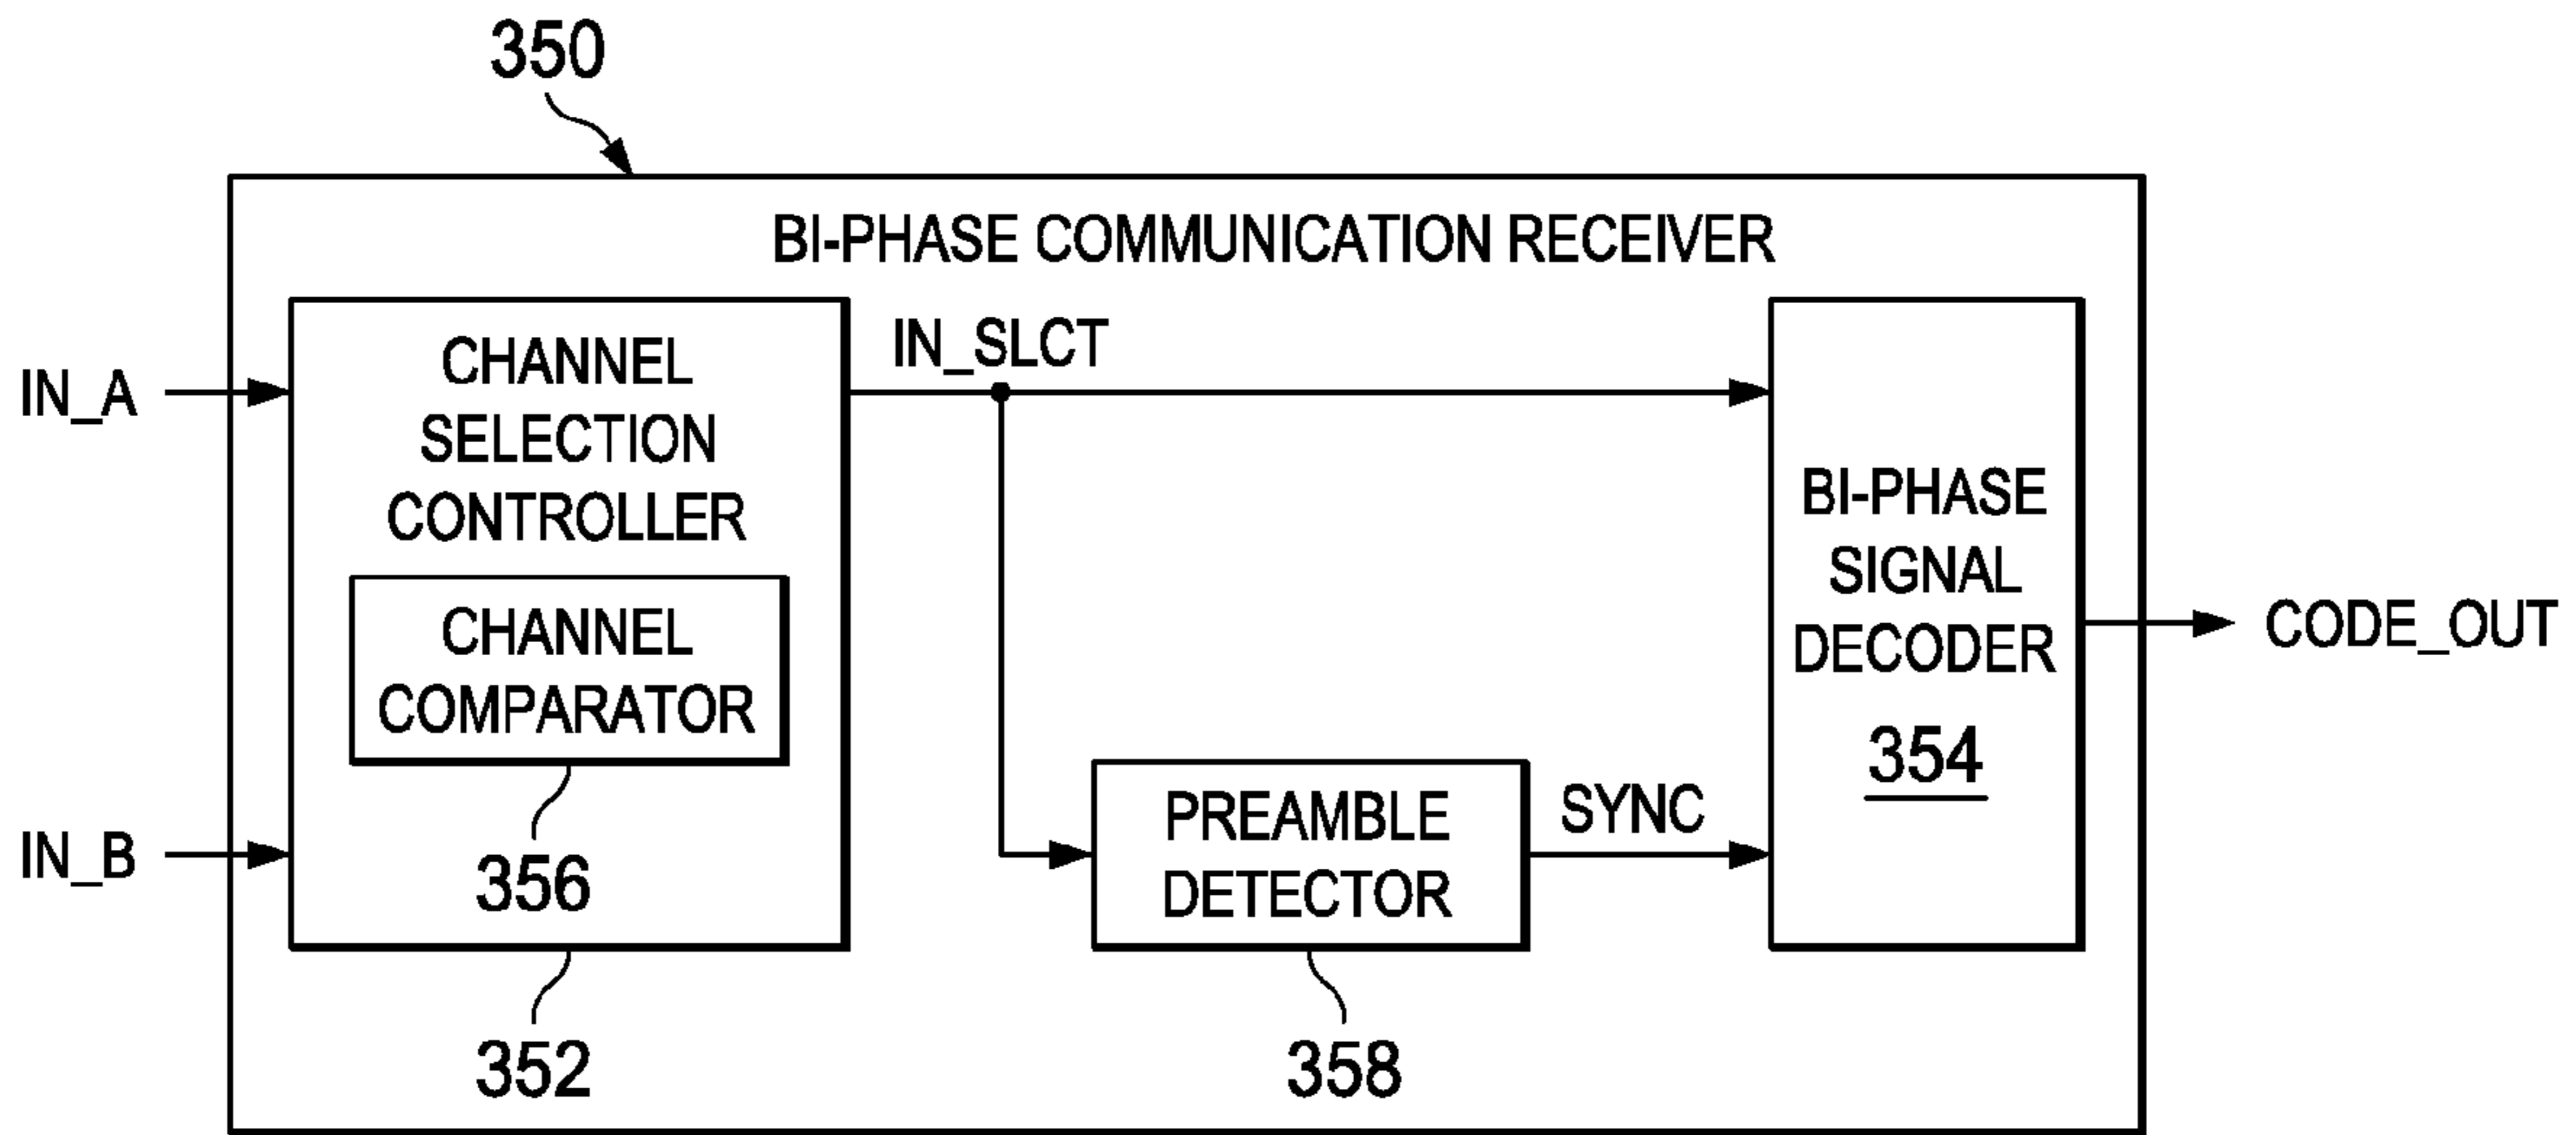 350
BI-PHASE COMMUNICATION RECEIVER
IN_A
IN_B
CHANNEL
SELECTION
CONTROLLER
CHANNEL
COMPARATOR
356
352
IN_SLCT
PREAMBLE
DETECTOR
358
SYNC
BI-PHASE
SIGNAL
DECODER
354
CODE_OUT